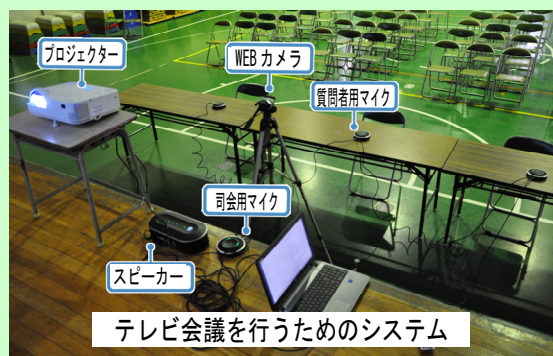 プロジェクター
WEB カメラ
質問者用マイク
司会用マイク
スピーカー
テレビ会議を行うためのシステム